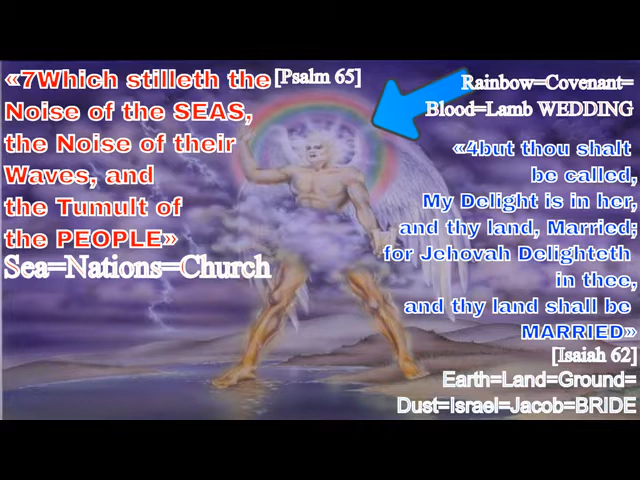 «7Which stilleth the
Noise of the SEAS,
the Noise of their
Waves, and
the Tumult of
the PEOPLE»
[Psalm 65]
Sea=Nations=Church
Rainbow=Covenant=
Blood=Lamb WEDDING
«4but thou shalt
be called,
My Delight is in her,
and thy land, Married;
for Jehovah Delighteth
in thee,
and thy land shall be
MARRIED»
[Isaiah 62]
Earth=Land=Ground=
Dust=Israel=Jacob=BRIDE